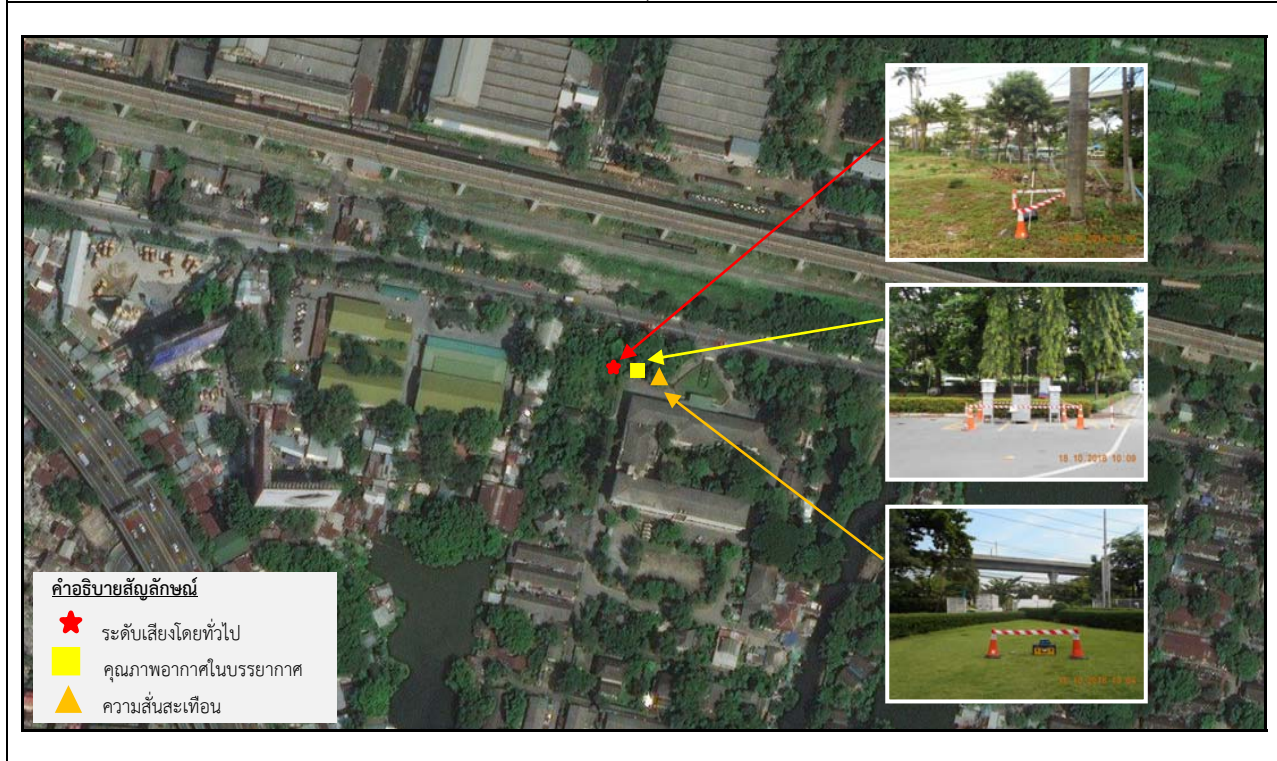 คำอธิบายสัญลักษณ์
ระดับเสียงโดยทั่วไป
คุณภาพอากาศในบรรยากาศ
ความสั่นสะเทือน
18.10.2018 10:08